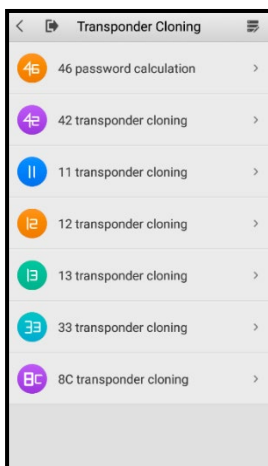 Transponder Cloning
46 46 password calculation
42 42 transponder cloning
11 11 transponder cloning
12 12 transponder cloning
13 13 transponder cloning
33 33 transponder cloning
8C 8C transponder cloning